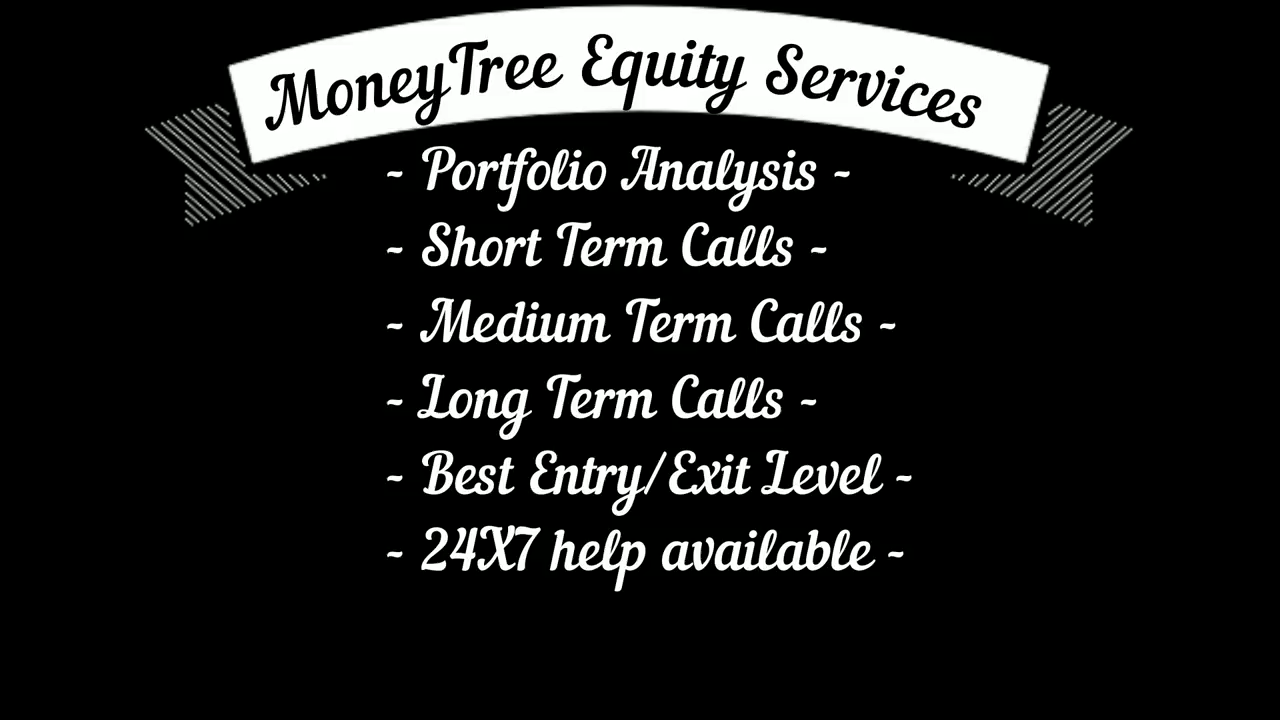 MoneyTree Equity Services
~ Portfolio Analysis ~
~ Short Term Calls ~
~ Medium Term Calls ~
~ Long Term Calls ~
~ Best Entry/Exit Level ~
~ 24X7 help available ~